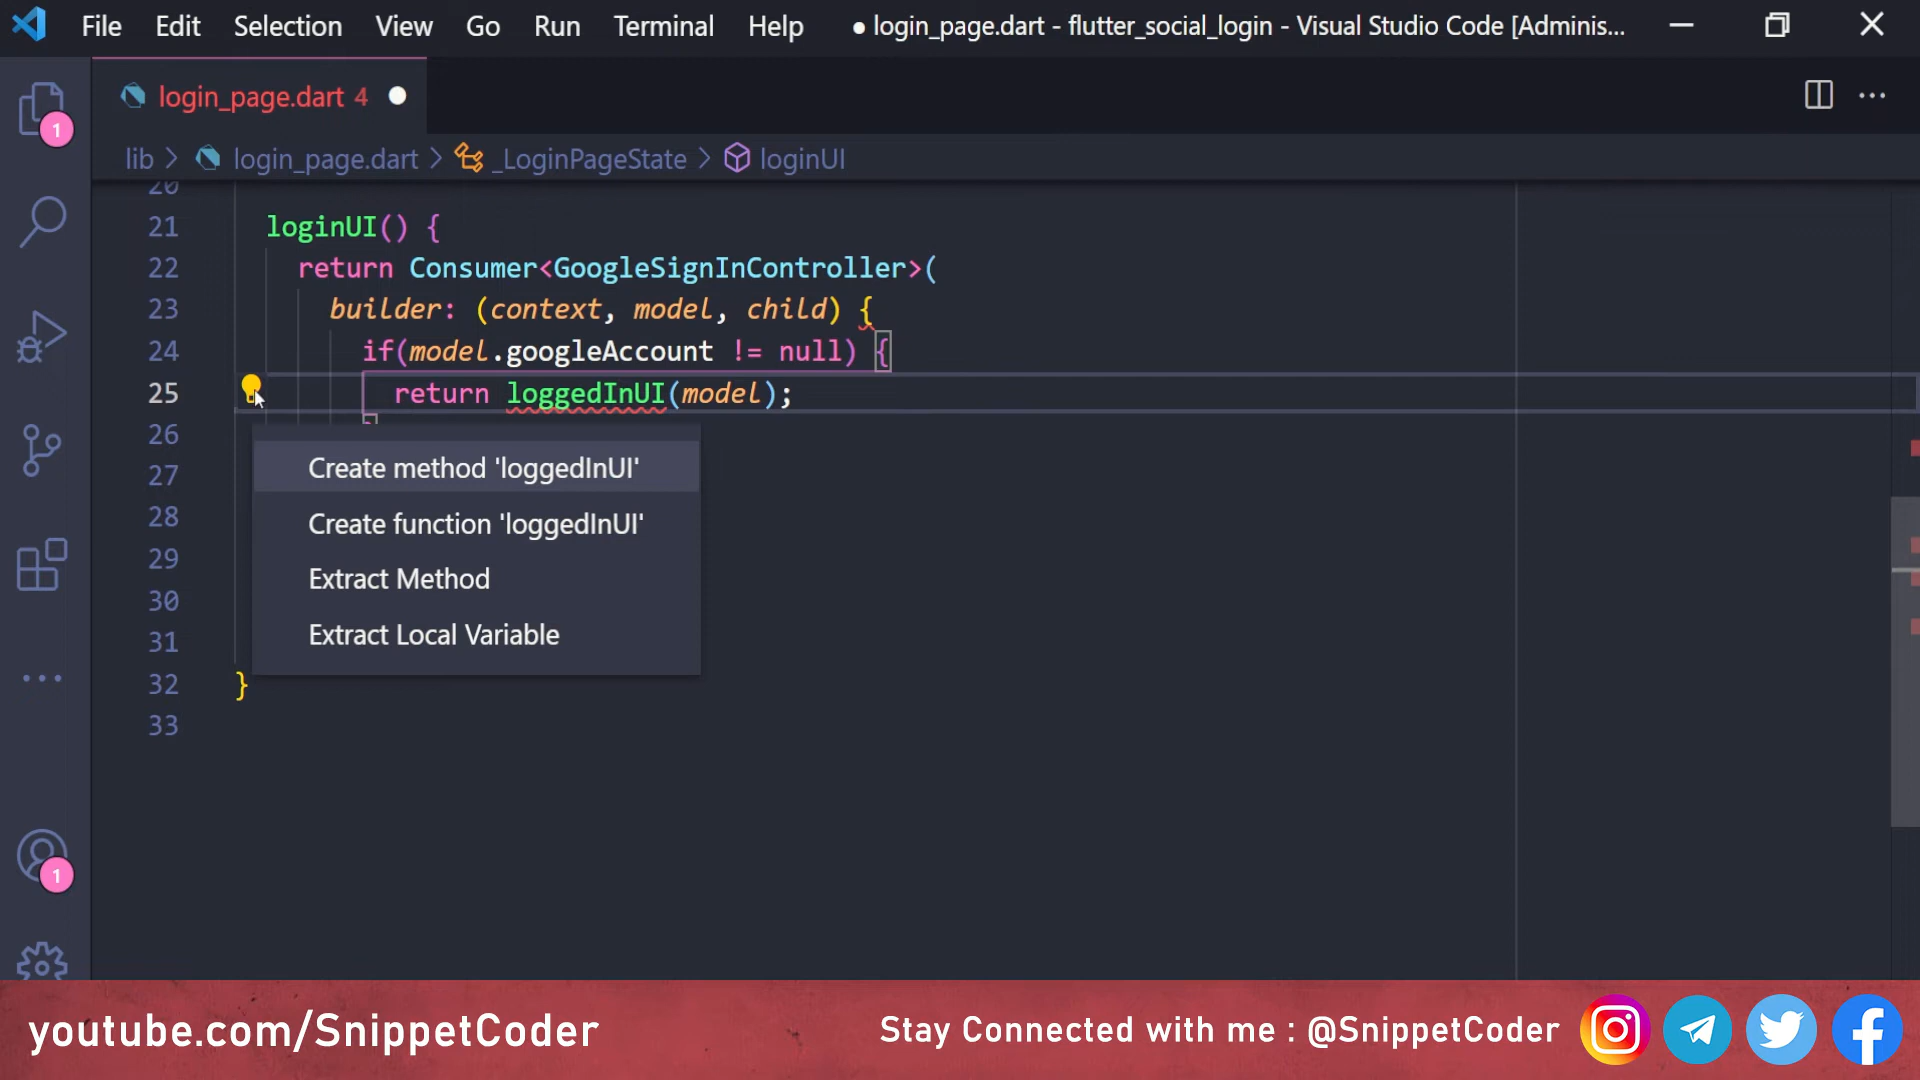 File Edit Selection View Go Run Terminal Help ● login_page.dart - flutter_social_login - Visual Studio Code [Adminis...
login_page.dart 4
lib > login_page.dart > _LoginPageState > loginUI
20
21 loginUI() {
22 return Consumer<GoogleSignInController>(
23 builder: (context, model, child) {
24 if(model.googleAccount != null) {
25 return loggedInUI(model);
26
27
28
29
30
31
32 }
33
Create method 'loggedInUI'
Create function 'loggedInUI'
Extract Method
Extract Local Variable
1
1
youtube.com/SnippetCoder
Stay Connected with me : @SnippetCoder